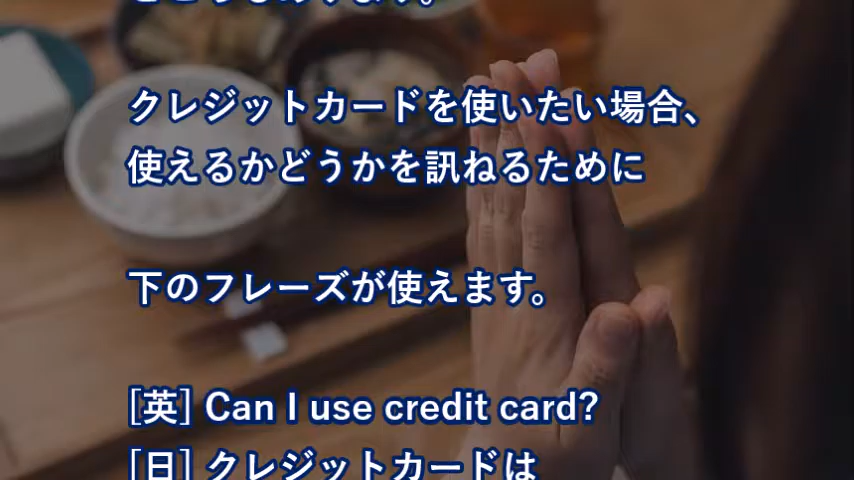 クレジットカードを使いたい場合、
使えるかどうかを訊ねるために
下のフレーズが使えます。
[英] Can I use credit card?
[日] クレジットカードは